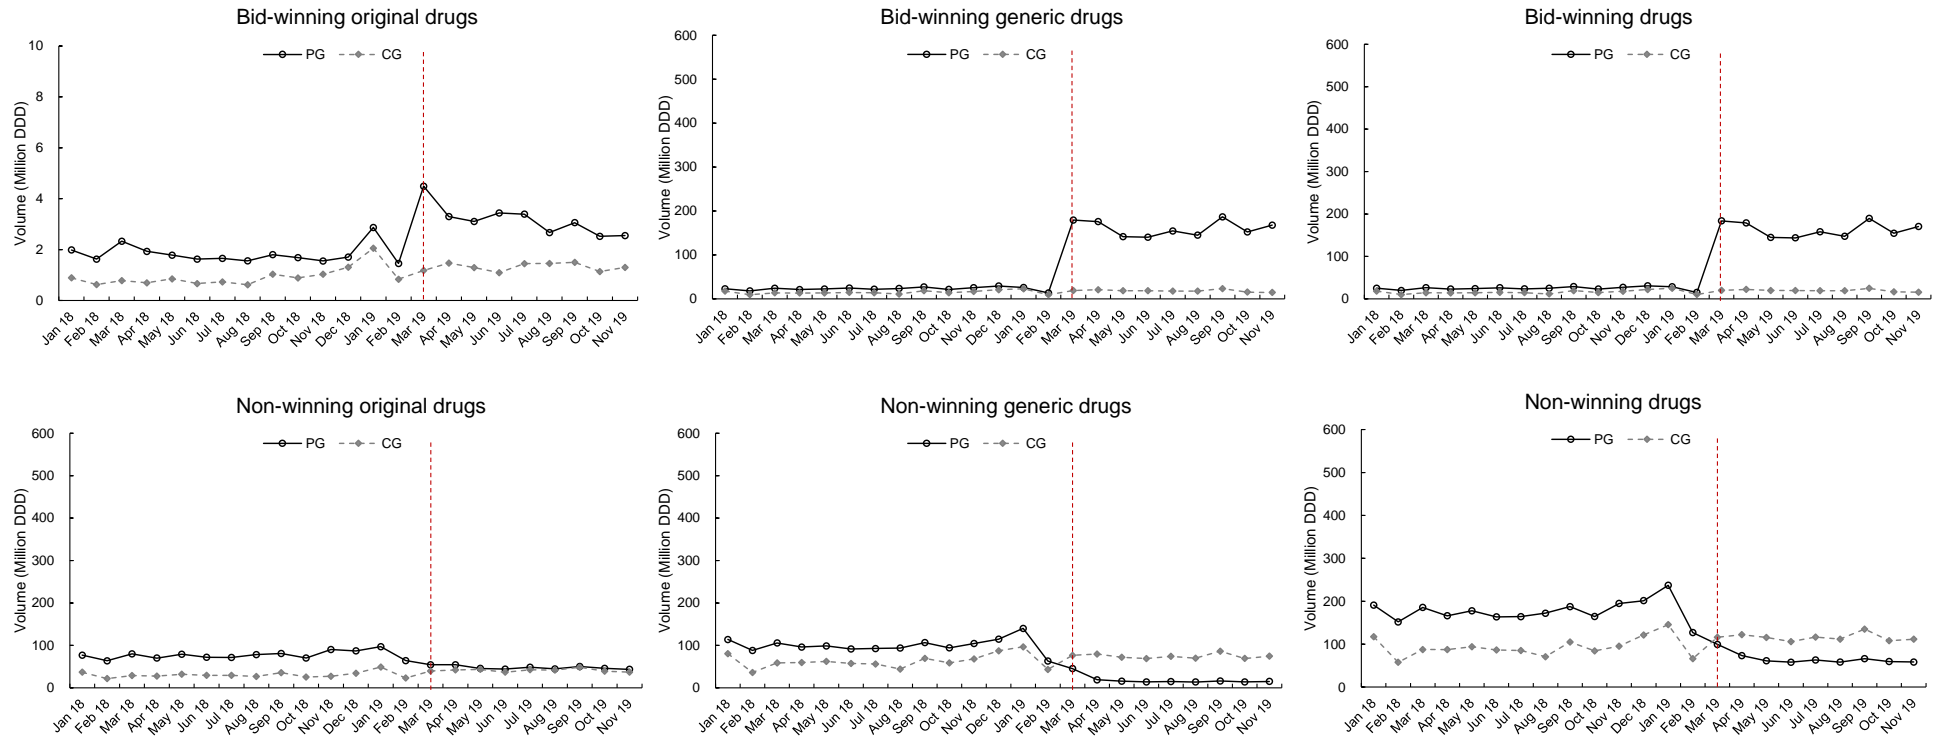 Bid-winning original drugs
PG CG
Volume (Million DDD)
10
8
6
4
2
0
Jan 18 Feb 18 Mar 18 Apr 18 May 18 Jun 18 Jul 18 Aug 18 Sep 18 Oct 18 Nov 18 Dec 18 Jan 19 Feb 19 Mar 19 Apr 19 May 19 Jun 19 Jul 19 Aug 19 Sep 19 Oct 19 Nov 19
Bid-winning generic drugs
PG CG
Volume (Million DDD)
600
500
400
300
200
100
0
Jan 18 Feb 18 Mar 18 Apr 18 May 18 Jun 18 Jul 18 Aug 18 Sep 18 Oct 18 Nov 18 Dec 18 Jan 19 Feb 19 Mar 19 Apr 19 May 19 Jun 19 Jul 19 Aug 19 Sep 19 Oct 19 Nov 19
Bid-winning drugs
PG CG
Volume (Million DDD)
600
500
400
300
200
100
0
Jan 18 Feb 18 Mar 18 Apr 18 May 18 Jun 18 Jul 18 Aug 18 Sep 18 Oct 18 Nov 18 Dec 18 Jan 19 Feb 19 Mar 19 Apr 19 May 19 Jun 19 Jul 19 Aug 19 Sep 19 Oct 19 Nov 19
Non-winning original drugs
PG CG
Volume (Million DDD)
600
500
400
300
200
100
0
Jan 18 Feb 18 Mar 18 Apr 18 May 18 Jun 18 Jul 18 Aug 18 Sep 18 Oct 18 Nov 18 Dec 18 Jan 19 Feb 19 Mar 19 Apr 19 May 19 Jun 19 Jul 19 Aug 19 Sep 19 Oct 19 Nov 19
Non-winning generic drugs
PG CG
Volume (Million DDD)
600
500
400
300
200
100
0
Jan 18 Feb 18 Mar 18 Apr 18 May 18 Jun 18 Jul 18 Aug 18 Sep 18 Oct 18 Nov 18 Dec 18 Jan 19 Feb 19 Mar 19 Apr 19 May 19 Jun 19 Jul 19 Aug 19 Sep 19 Oct 19 Nov 19
Non-winning drugs
PG CG
Volume (Million DDD)
600
500
400
300
200
100
0
Jan 18 Feb 18 Mar 18 Apr 18 May 18 Jun 18 Jul 18 Aug 18 Sep 18 Oct 18 Nov 18 Dec 18 Jan 19 Feb 19 Mar 19 Apr 19 May 19 Jun 19 Jul 19 Aug 19 Sep 19 Oct 19 Nov 19